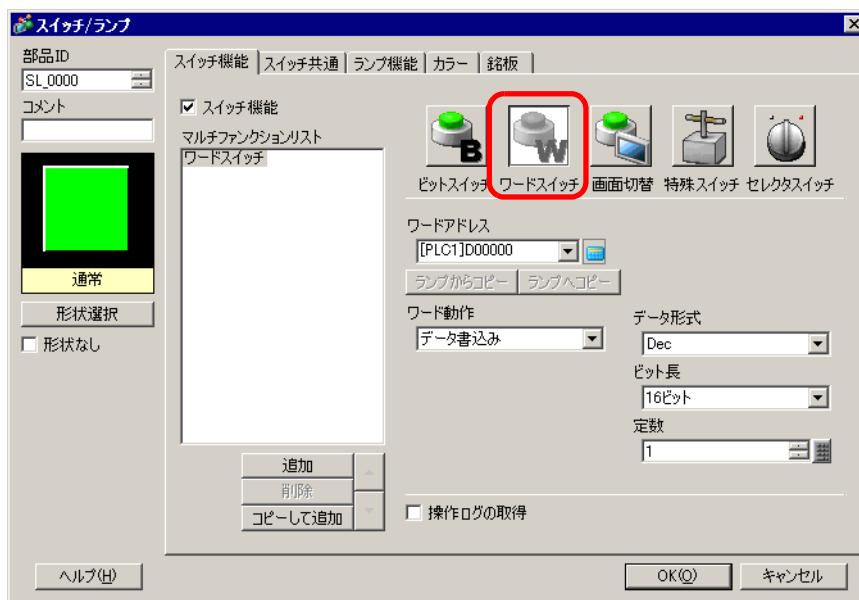 スイッチ/ランプ
部品ID
SL_0000
コメント
通常
形状選択
形状なし
スイッチ機能
スイッチ共通
ランプ機能
カラー
銘板
スイッチ機能
マルチファンクションリスト
ワードスイッチ
追加
削除
コピーして追加
B
W
ビットスイッチ
ワードスイッチ
画面切替
特殊スイッチ
セレクタスイッチ
ワードアドレス
[PLC1]D00000
ランプからコピー
ランプへコピー
ワード動作
データ書込み
データ形式
Dec
ビット長
16ビット
定数
1
操作ログの取得
ヘルプ(H)
OK(O)
キャンセル